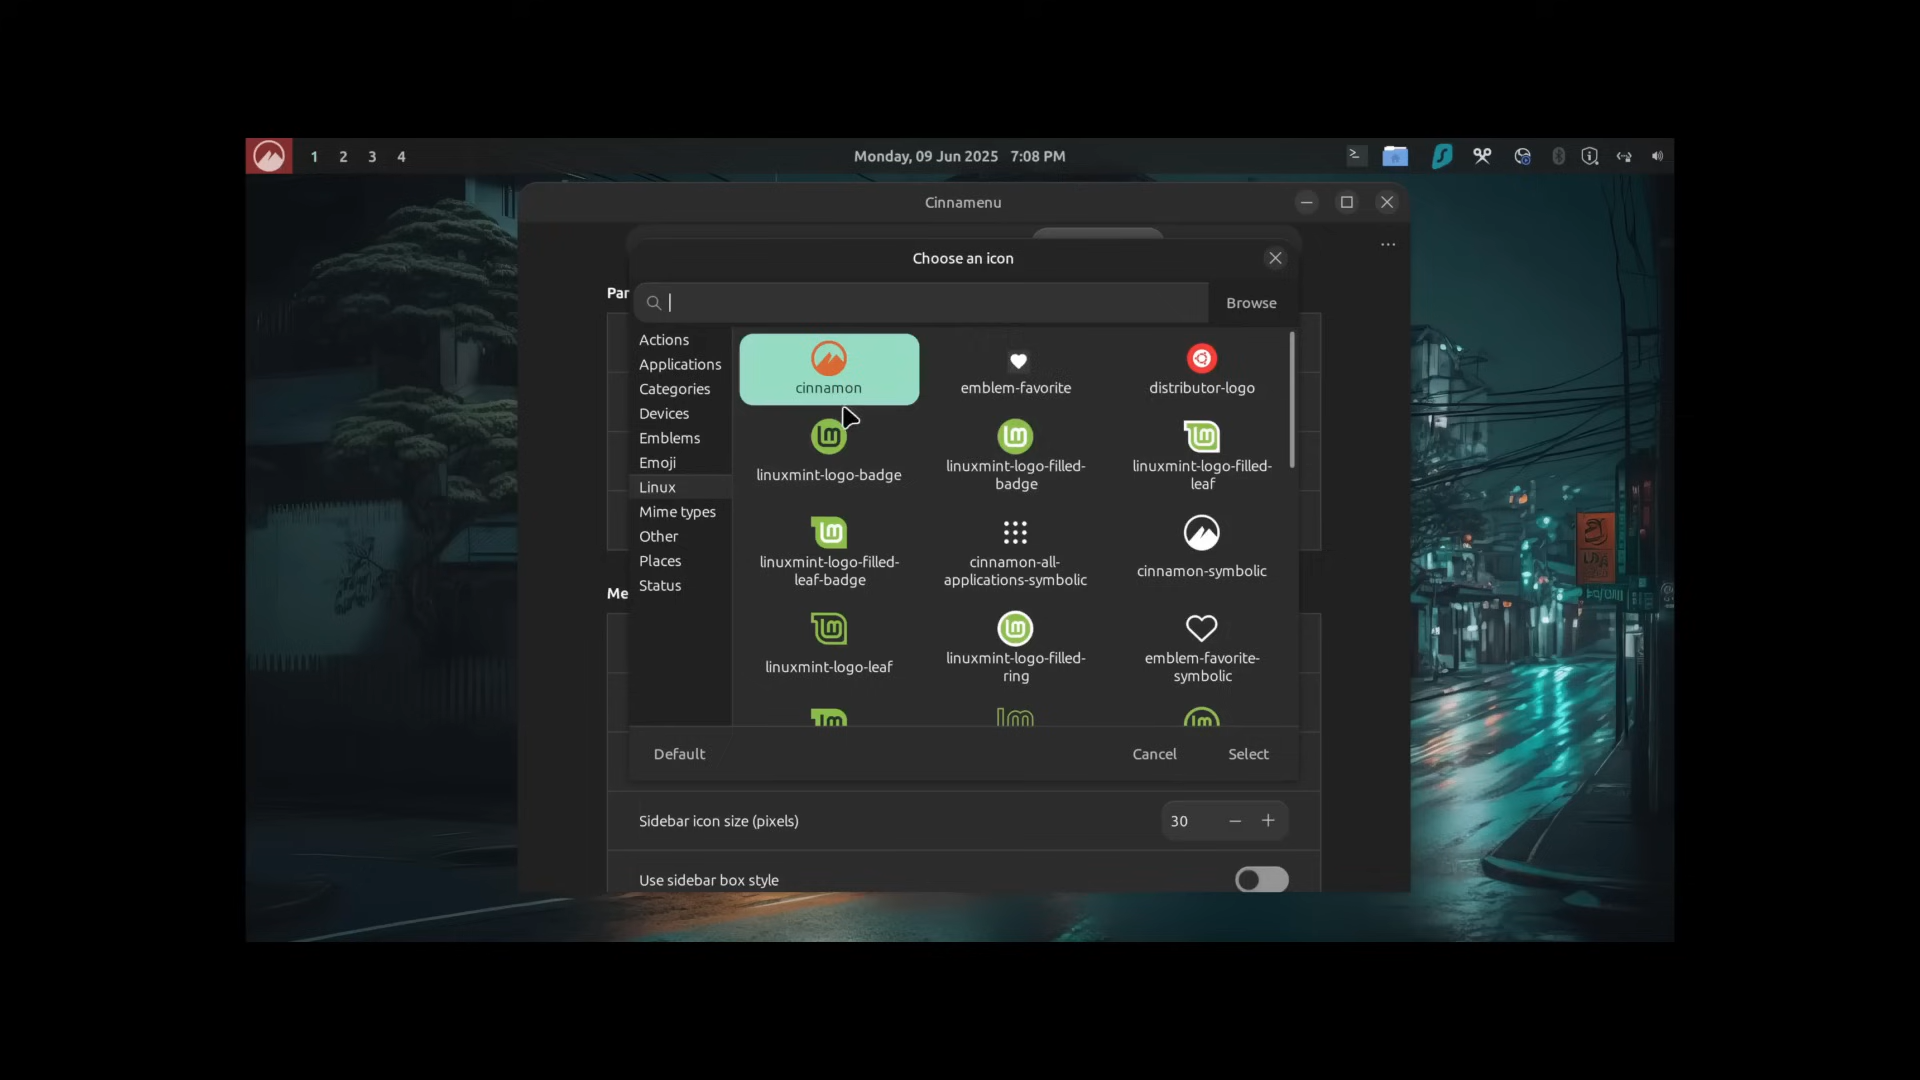 1 2 3 4 Monday, 09 Jun 2025 7:08 PM
Cinnamenu
Choose an icon
Par
Browse
Actions
Applications
Categories
Devices
Emblems
Emoji
Linux
Mime types
Other
Places
Status
cinnamon
emblem-favorite
distributor-logo
linuxmint-logo-badge
linuxmint-logo-filled-
badge
linuxmint-logo-filled-
leaf
linuxmint-logo-filled-
leaf-badge
cinnamon-all-
applications-symbolic
cinnamon-symbolic
linuxmint-logo-leaf
linuxmint-logo-filled-
ring
emblem-favorite-
symbolic
Me
Default
Cancel
Select
Sidebar icon size (pixels)
30
Use sidebar box style